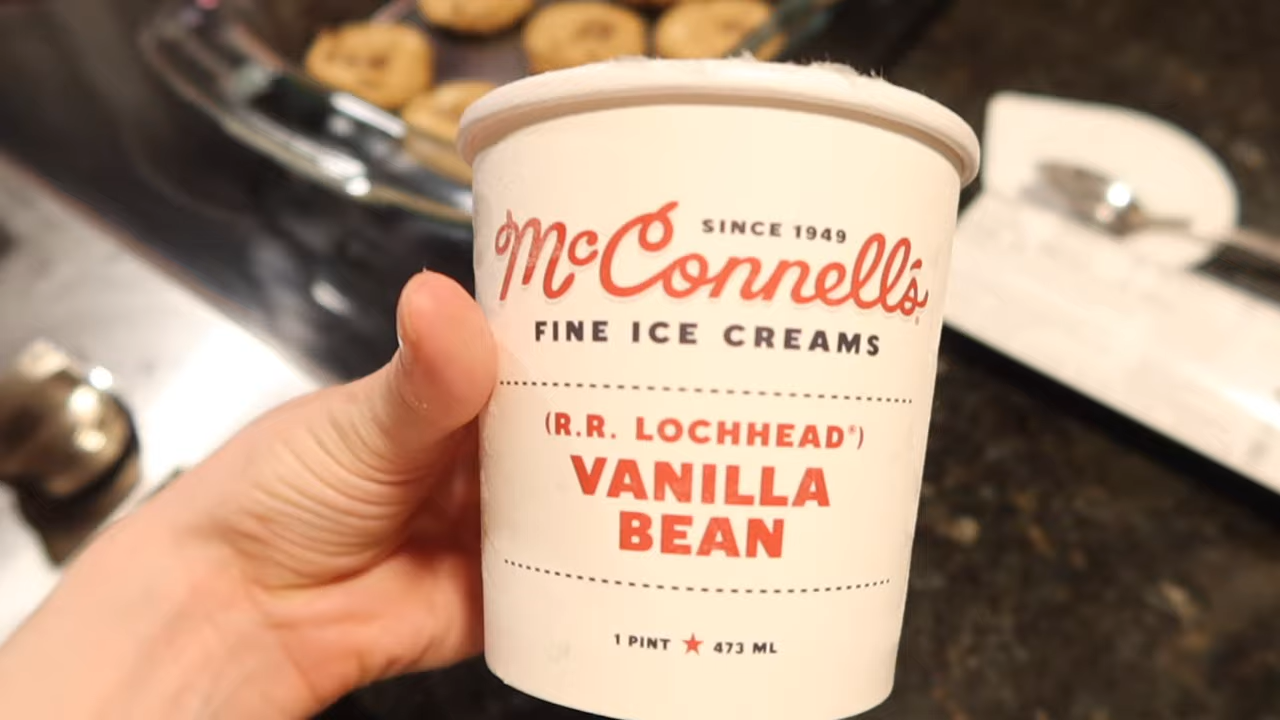 SINCE 1949
McConnell's®
FINE ICE CREAMS
(R.R. LOCHHEAD®)
VANILLA
BEAN
1 PINT ★ 473 ML